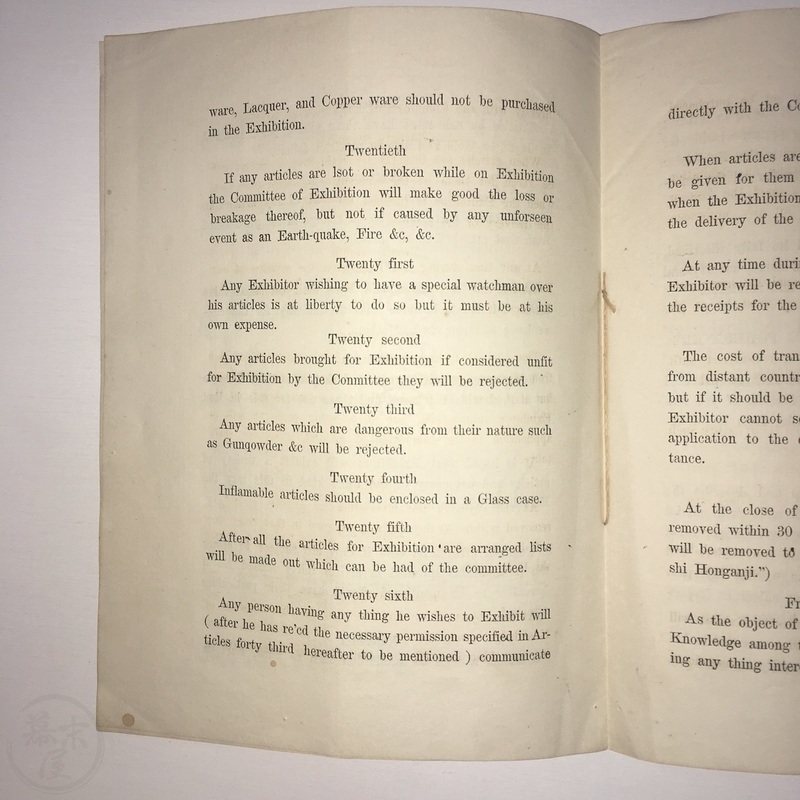 ware, Lacquer, and Copper ware should not be purchased
in the Exhibition.
Twentieth
If any articles are lsot or broken while on Exhibition
the Committee of Exhibition will make good the loss or
breakage thereof, but not if caused by any unforseen
event as an Earth-quake, Fire &c, &c.
Twenty first
Any Exhibitor wishing to have a special watchman over
his articles is at liberty to do so but it must be at his
own expense.
Twenty second
Any articles brought for Exhibition if considered unfit
for Exhibition by the Conmittee they will be rejected.
Twenty third
Any articles which are dangerous from their nature such
as Gunqowder &c will be rejected.
Twenty fourth
Inflamable articles should be enclosed in a Glass case.
Twenty fifth
After all the articles for Exhibition are arranged lists
will be made out which can be had of the committee.
Twenty sixth
Any person having any thing he wishes to Exhibit will
( after he has re'cd the necessary permission specified in Ar-
ticles forty third hereafter to be mentioned ) communicate
directly with the
When articles are
be given for them
when the Exhibition
the delivery of the
At any time
Exhibitor will be
the receipts for the
The cost of
from distant
but if it should be
Exhibitor cannot
application to the
tance.
At the close of
removed within 30
will be removed to
shi Honganji.")
As the object of
Knowledge among
ing any thing
幕末屋